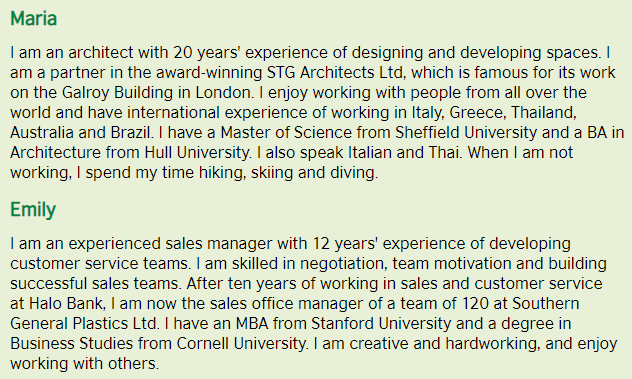 Maria
I am an architect with 20 years' experience of designing and developing spaces. I
am a partner in the award-winning STG Architects Ltd, which is famous for its work
on the Galroy Building in London. I enjoy working with people from all over the
world and have international experience of working in Italy, Greece, Thailand,
Australia and Brazil. I have a Master of Science from Sheffield University and a BA in
Architecture from Hull University. I also speak Italian and Thai. When I am not
working, I spend my time hiking, skiing and diving.
Emily
I am an experienced sales manager with 12 years' experience of developing
customer service teams. I am skilled in negotiation, team motivation and building
successful sales teams. After ten years of working in sales and customer service
at Halo Bank, I am now the sales office manager of a team of 120 at Southern
General Plastics Ltd. I have an MBA from Stanford University and a degree in
Business Studies from Cornell University. I am creative and hardworking, and enjoy
working with others.